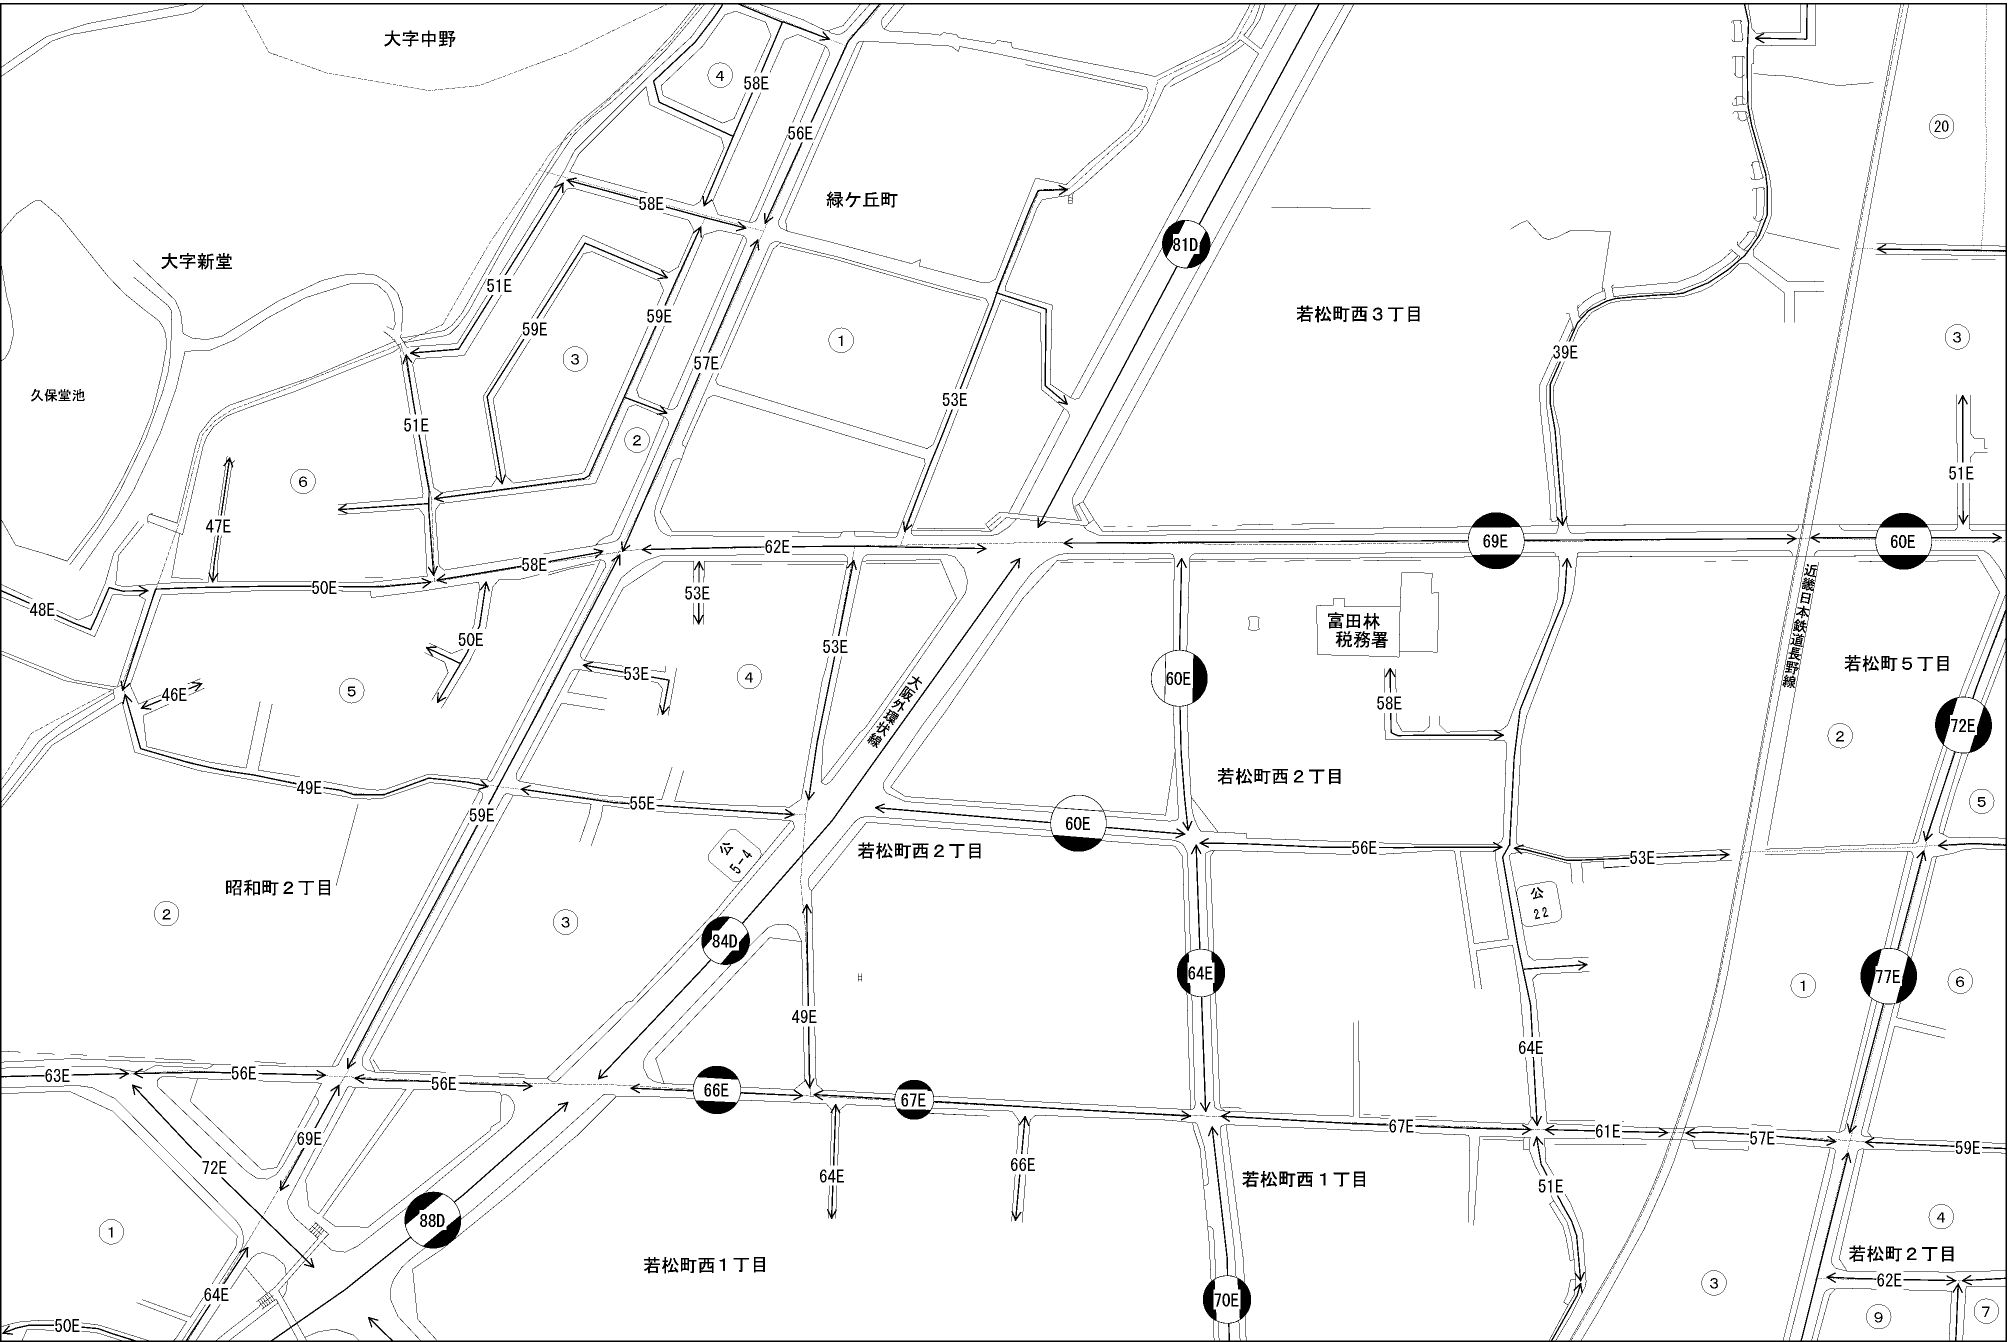 大字中野
4
58E
56E
20
58E
緑ケ丘町
81D
大字新堂
51E
59E
59E
3
57E
1
若松町西3丁目
39E
3
久保堂池
51E
53E
2
6
47E
51E
62E
69E
60E
58E
50E
48E
53E
近畿日本鉄道長野線
富田林
税務署
50E
53E
53E
4
60E
若松町5丁目
5
46E
大阪外環状線
58E
72E
2
49E
若松町西2丁目
55E
59E
60E
5
公
5-4
若松町西2丁目
56E
53E
昭和町2丁目
公
22
2
3
84D
64E
77E
1
6
49E
64E
63E
56E
56E
66E
67E
67E
61E
57E
59E
69E
72E
64E
66E
若松町西1丁目
51E
1
88D
4
若松町西1丁目
若松町2丁目
64E
70E
3
62E
50E
9
7